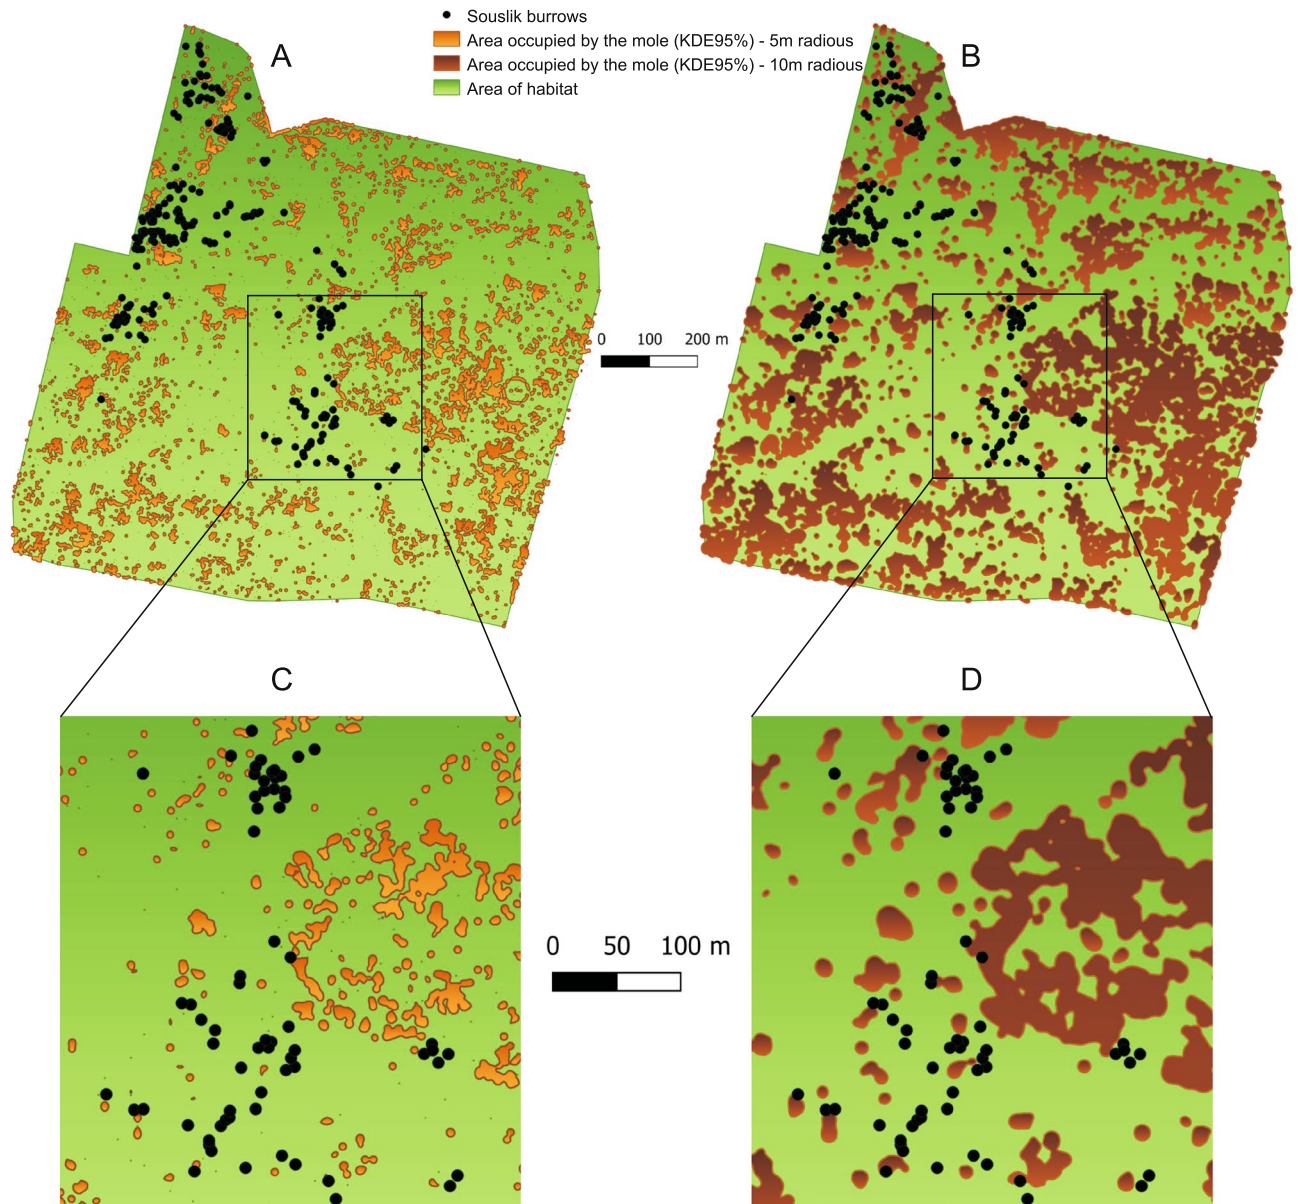 Souslik burrows
Area occupied by the mole (KDE95%) - 5m radious
Area occupied by the mole (KDE95%) - 10m radious
Area of habitat
A
B
0 100 200 m
C
D
0 50 100 m